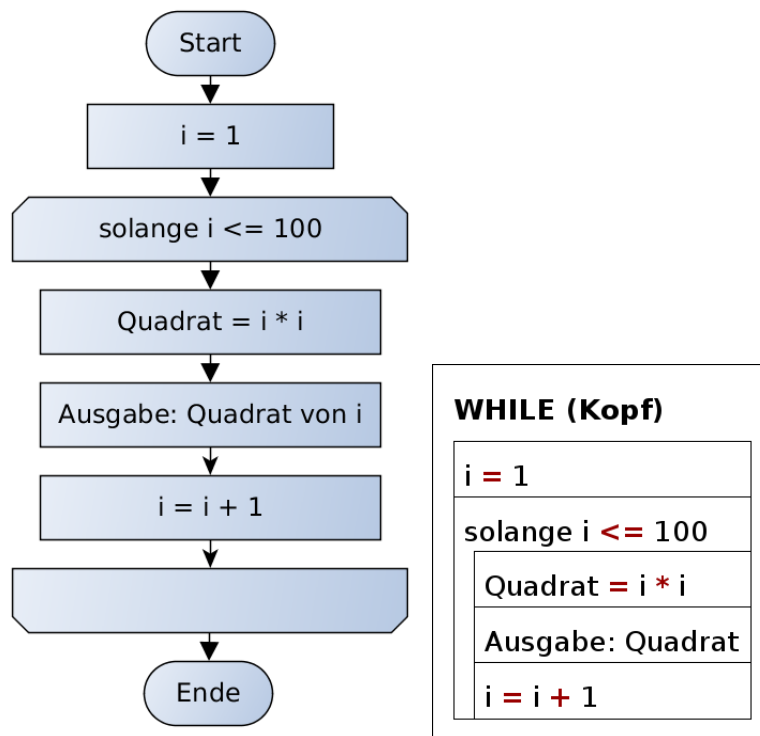 Start
i = 1
solange i <= 100
Quadrat = i * i
Ausgabe: Quadrat von i
i = i + 1
Ende
WHILE (Kopf)
i = 1
solange i <= 100
Quadrat = i * i
Ausgabe: Quadrat
i = i + 1